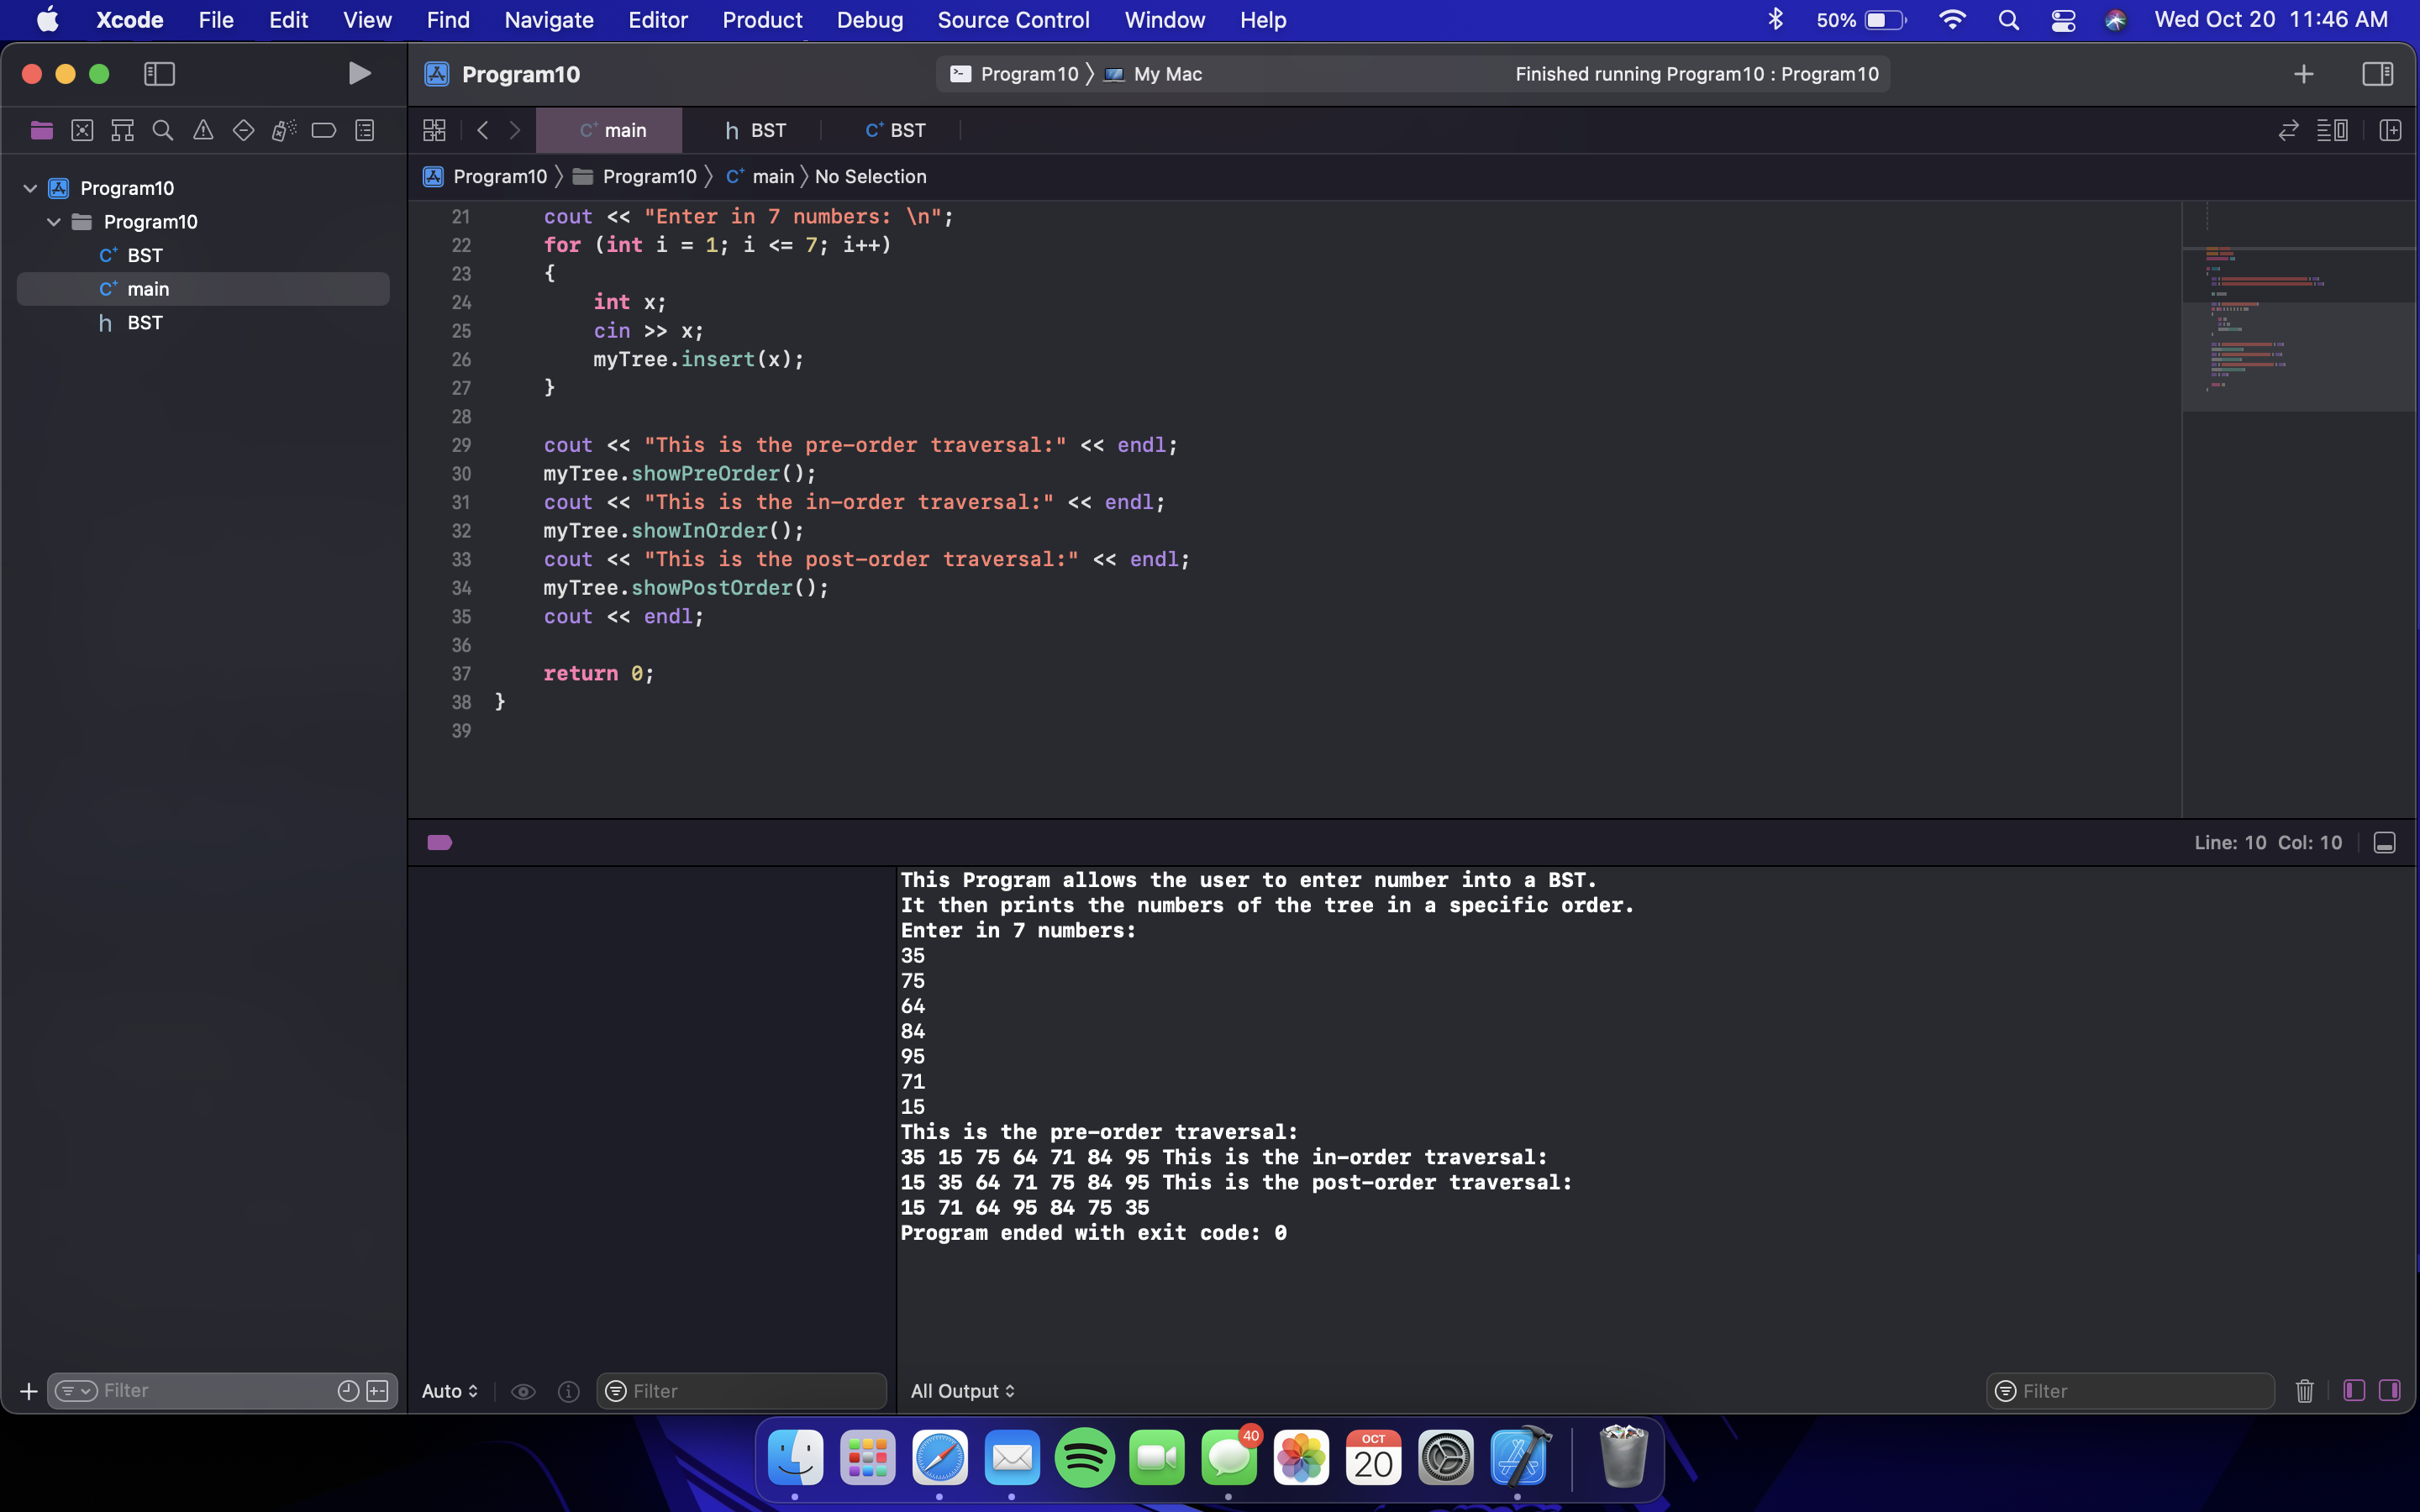 Xcode File Edit View Find Navigate Editor Product Debug Source Control Window Help 50% Wed Oct 20 11:46 AM
Program10 Program10 〉 My Mac Finished running Program10 : Program10
main h BST BST
Program10 〉 Program10 〉 main 〉 No Selection
Program10
Program10
BST
main
h BST
21 cout << "Enter in 7 numbers: \n";
22 for (int i = 1; i <= 7; i++)
23 {
24 int x;
25 cin >> x;
26 myTree.insert(x);
27 }
28
29 cout << "This is the pre-order traversal:" << endl;
30 myTree.showPreOrder();
31 cout << "This is the in-order traversal:" << endl;
32 myTree.showInOrder();
33 cout << "This is the post-order traversal:" << endl;
34 myTree.showPostOrder();
35 cout << endl;
36
37 return 0;
38 }
39
Line: 10 Col: 10
This Program allows the user to enter number into a BST.
It then prints the numbers of the tree in a specific order.
Enter in 7 numbers:
35
75
64
84
95
71
15
This is the pre-order traversal:
35 15 75 64 71 84 95 This is the in-order traversal:
15 35 64 71 75 84 95 This is the post-order traversal:
15 71 64 95 84 75 35
Program ended with exit code: 0
Filter Auto Filter All Output Filter
40
OCT
20